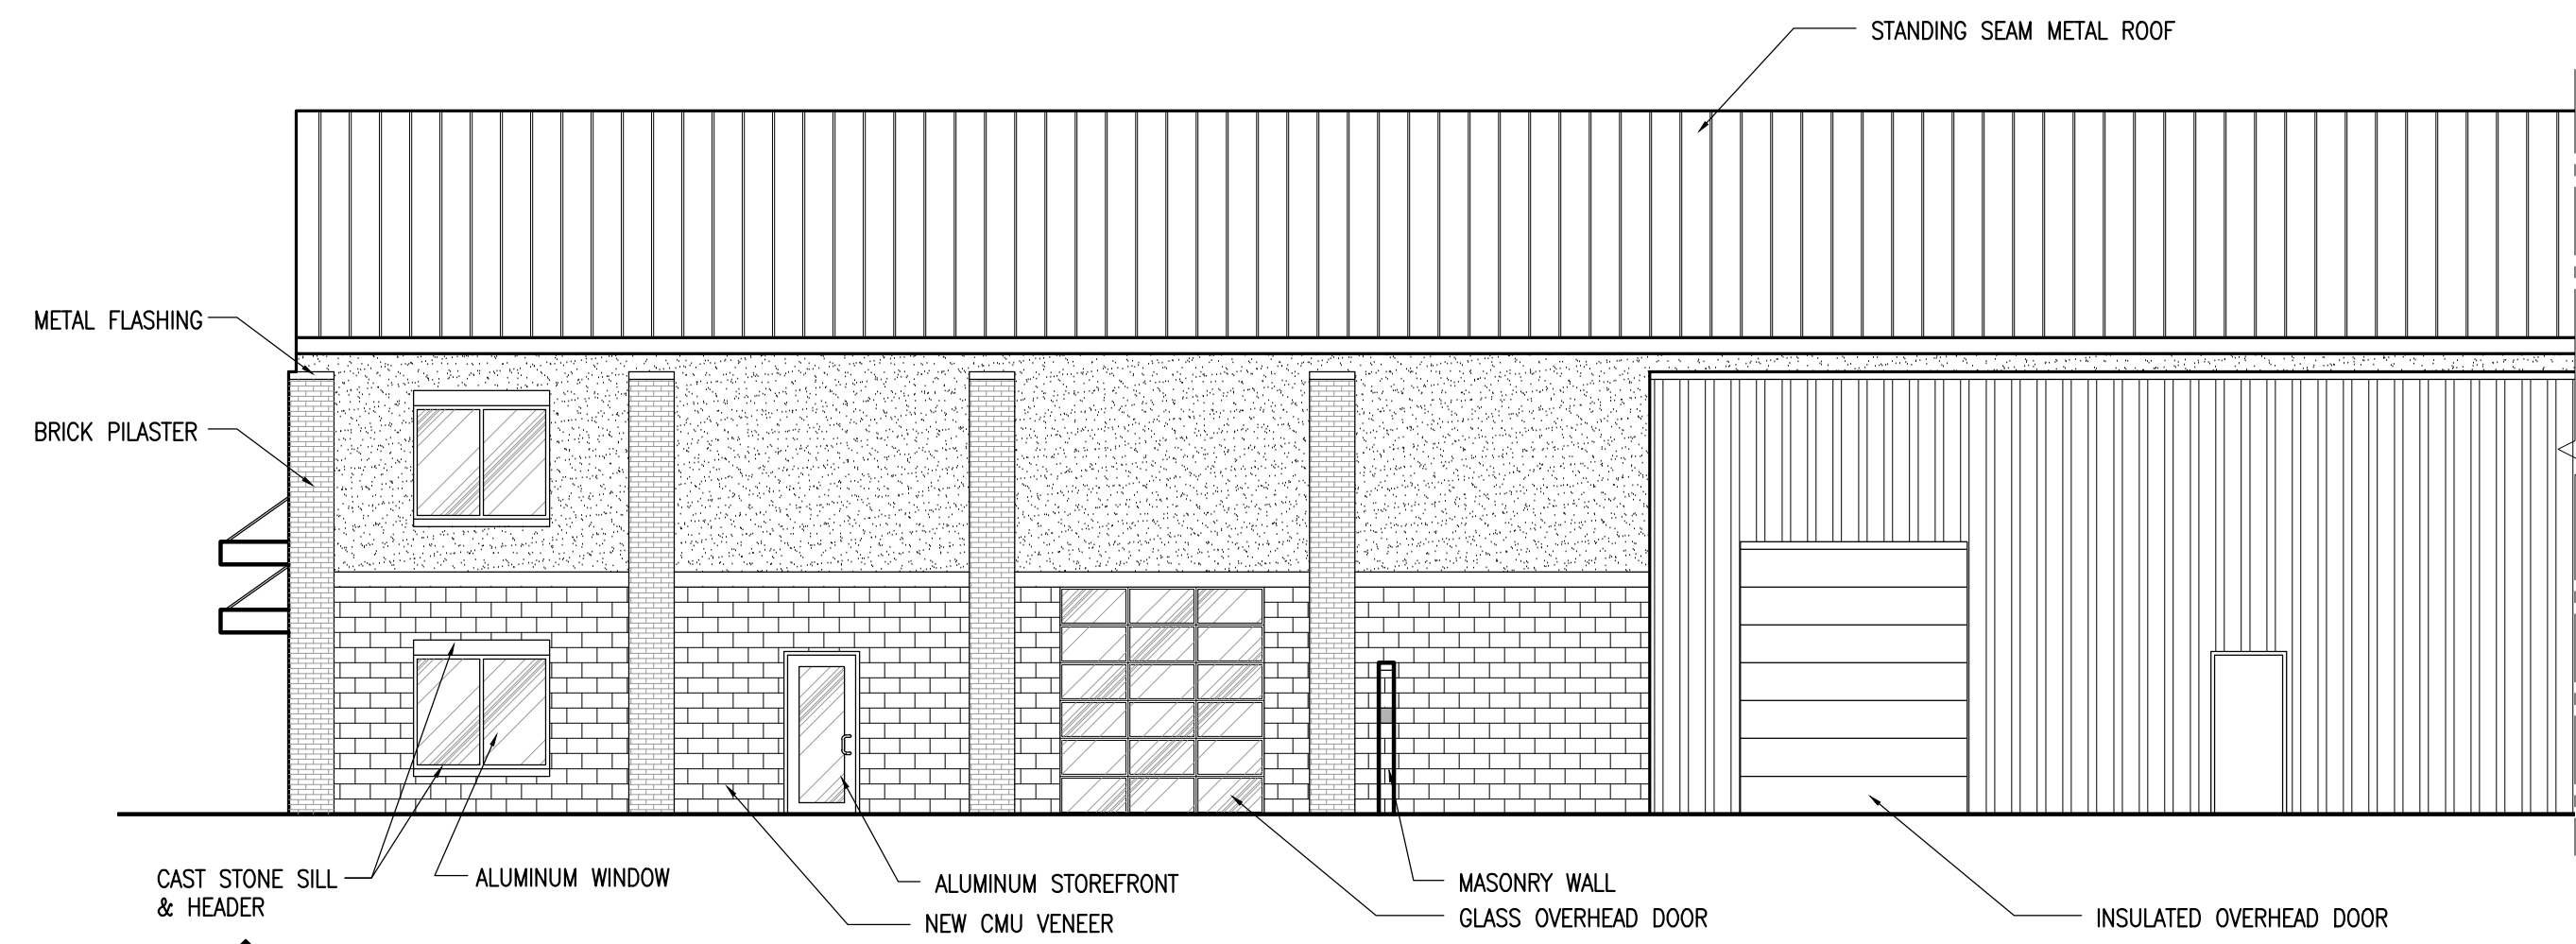 STANDING SEAM METAL ROOF
METAL FLASHING
BRICK PILASTER
CAST STONE SILL
& HEADER
ALUMINUM WINDOW
ALUMINUM STOREFRONT
NEW CMU VENEER
MASONRY WALL
GLASS OVERHEAD DOOR
INSULATED OVERHEAD DOOR